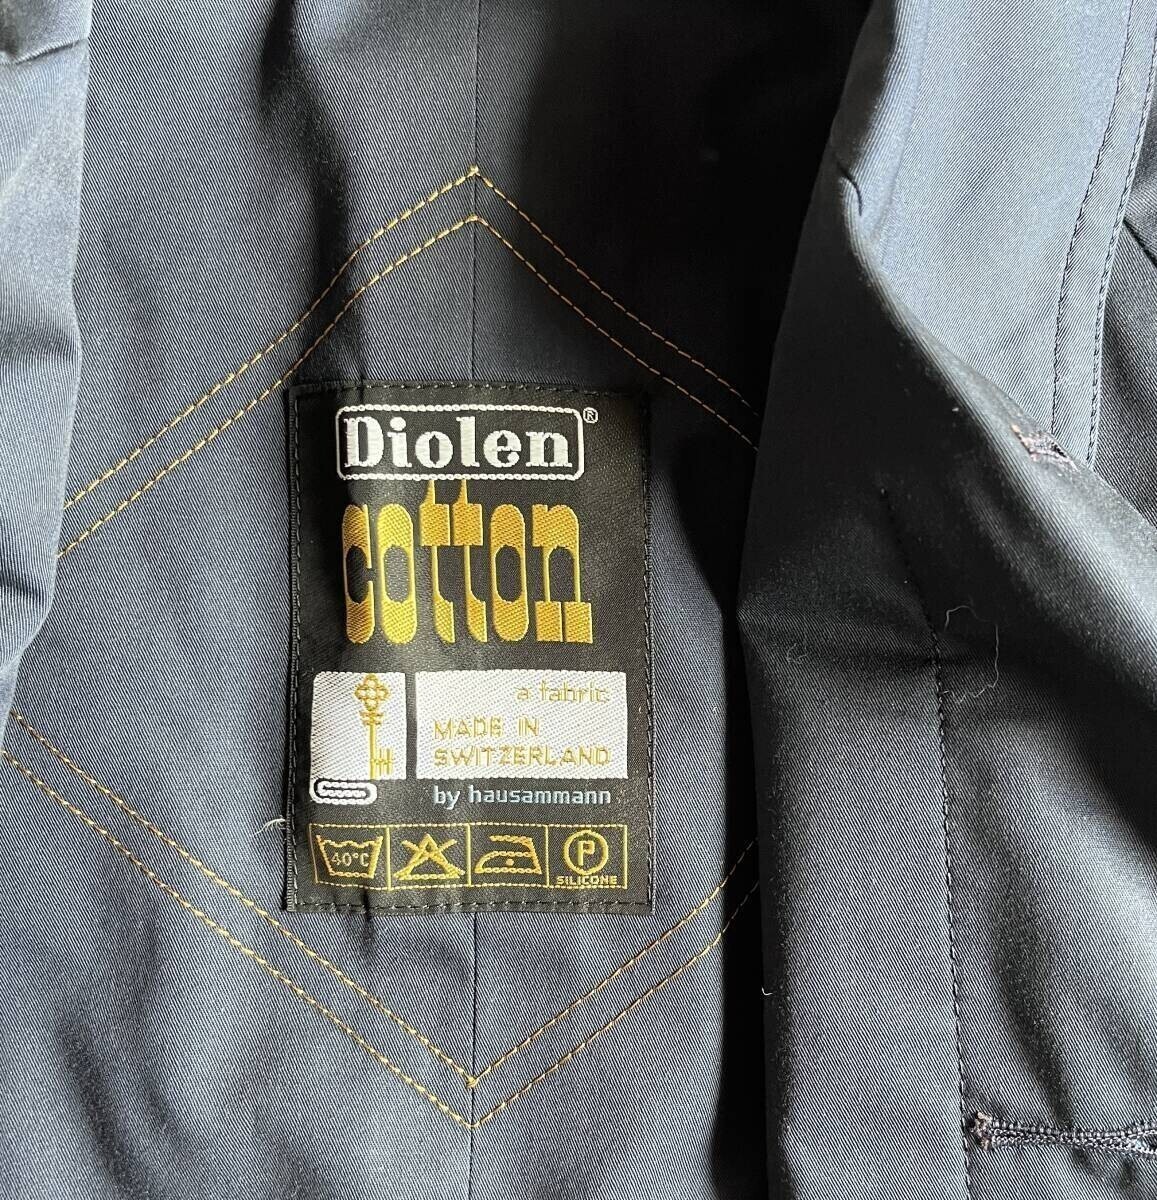 Diolen®
cotton
a fabric
MADE IN
SWITZERLAND
by hausammann
40°C
P
SILICONE